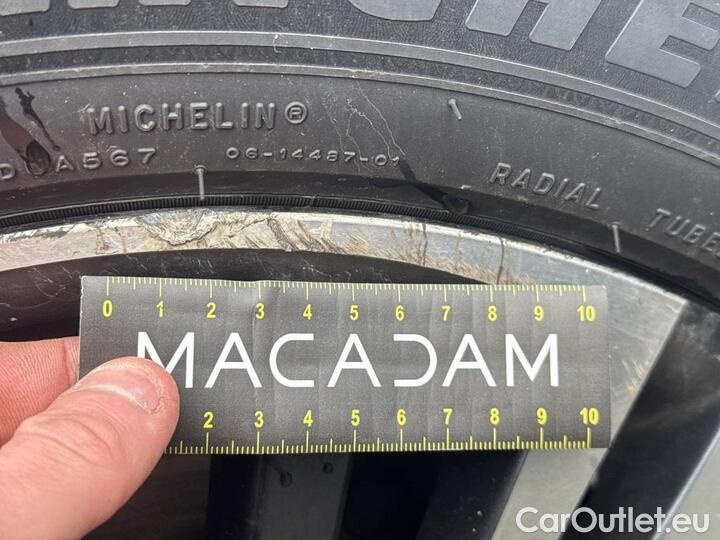 MICHELIN®
A567 06-14487-01
RADIAL TUBE
0 1 2 3 4 5 6 7 8 9 10
MACADAM
2 3 4 5 6 7 8 9 10
CarOutlet.eu